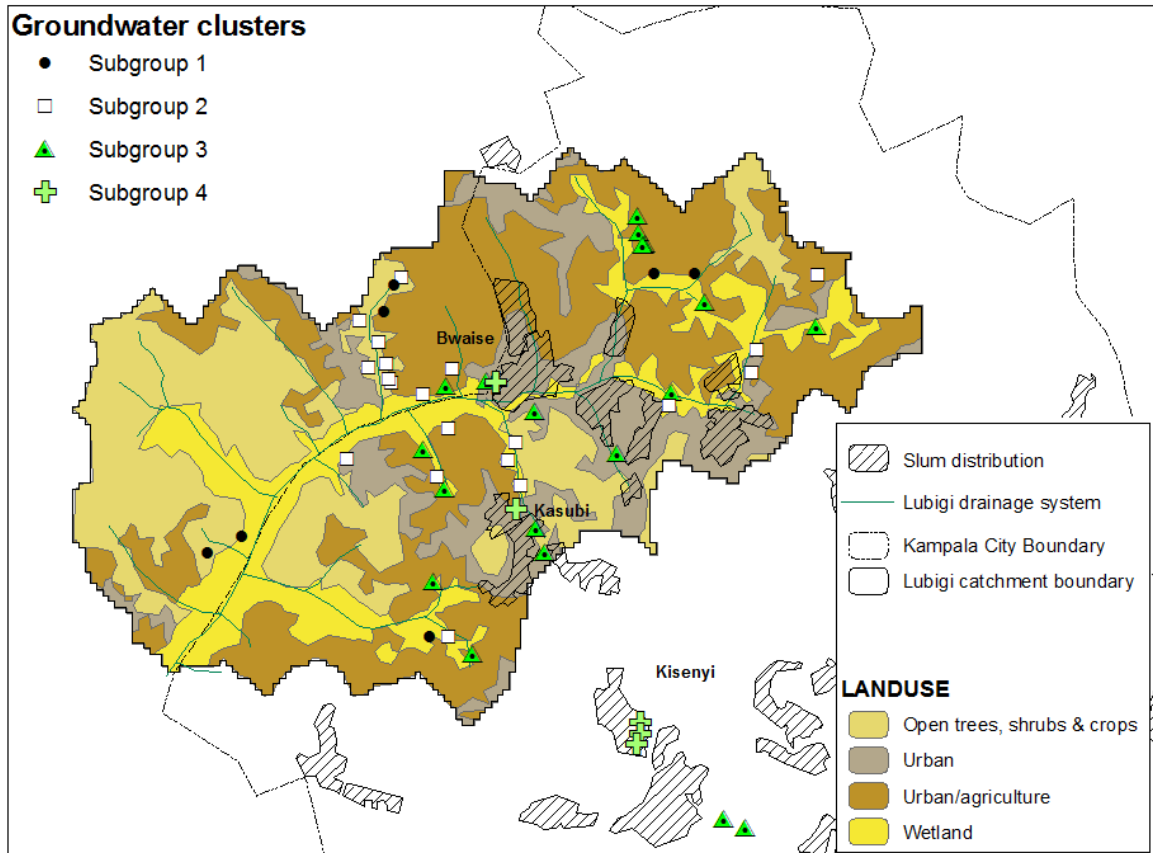 Groundwater clusters
Subgroup 1
Subgroup 2
Subgroup 3
Subgroup 4
Bwaise
Kasubi
Kisenyi
Slum distribution
Lubigi drainage system
Kampala City Boundary
Lubigi catchment boundary
LANDUSE
Open trees, shrubs & crops
Urban
Urban/agriculture
Wetland